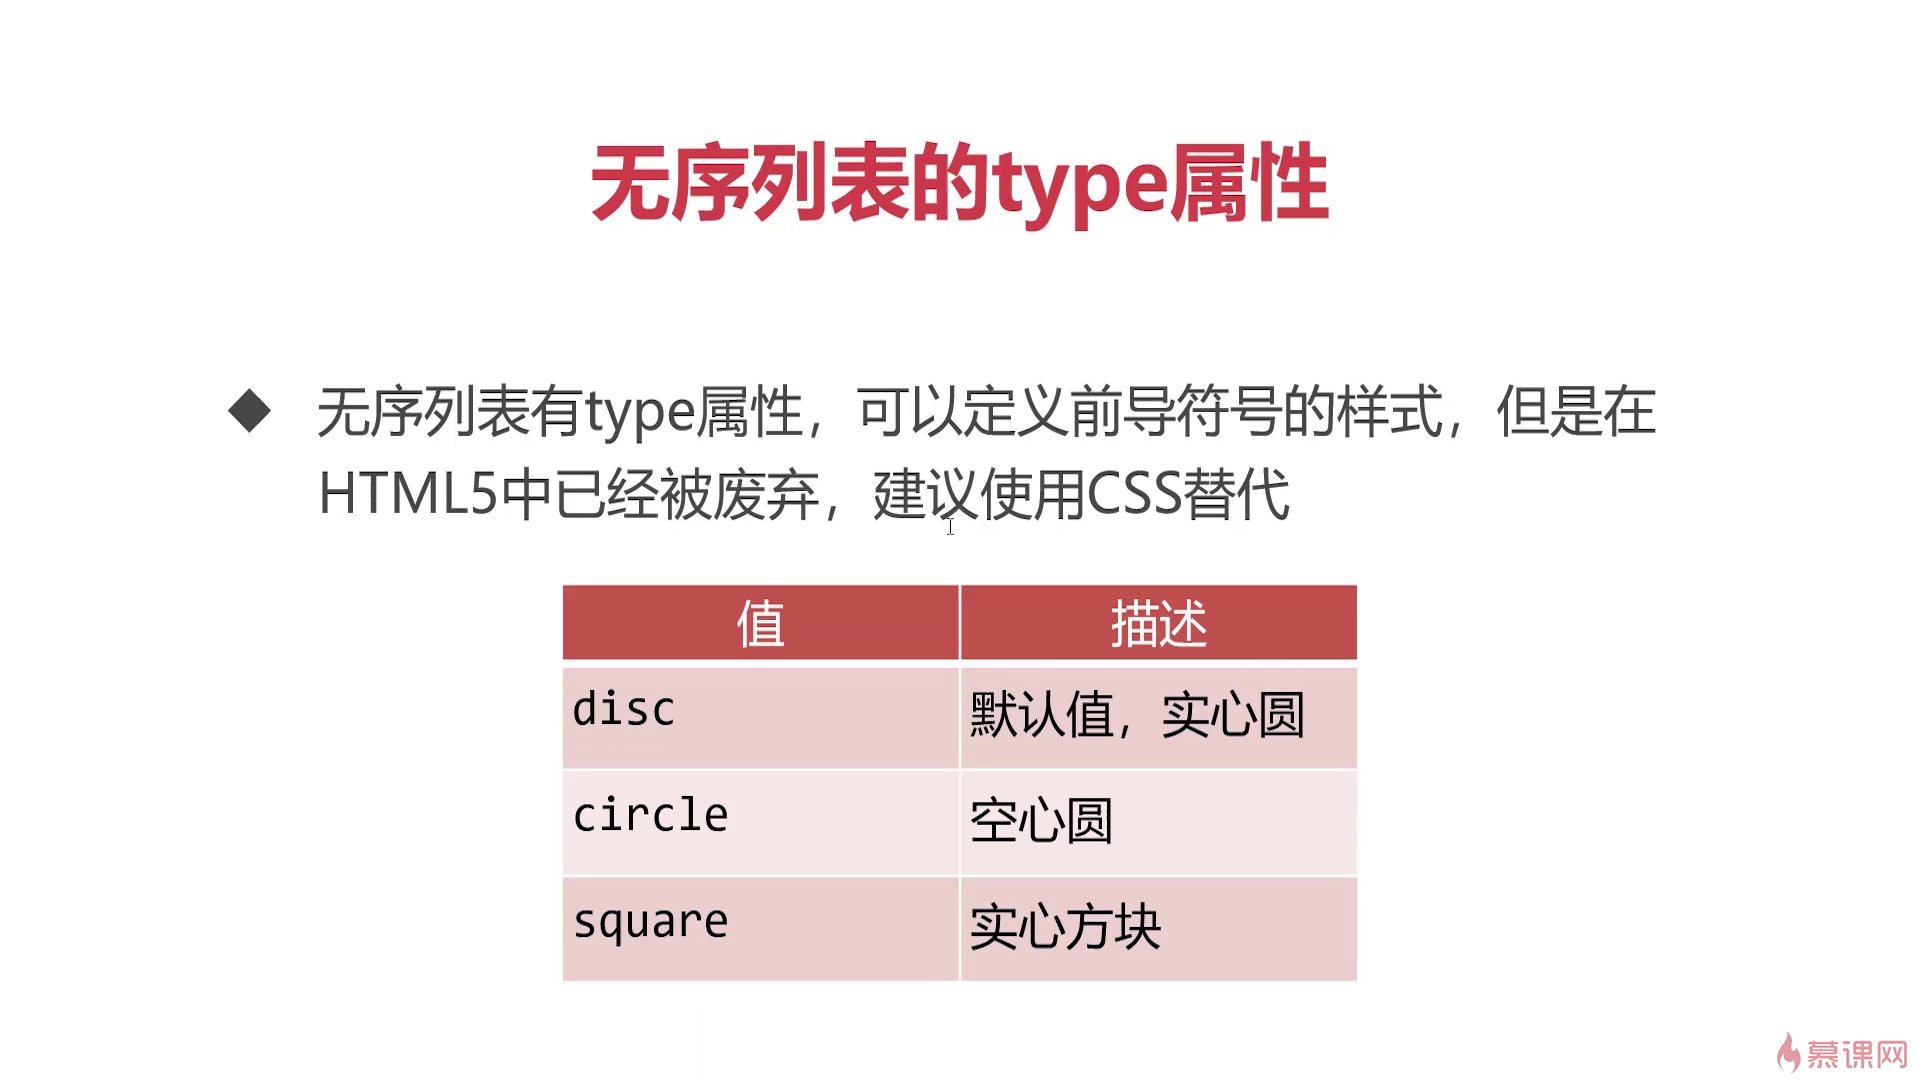 无序列表的type属性
无序列表有type属性，可以定义前导符号的样式，但是在
HTML5中已经被废弃，建议使用CSS替代
值 描述
disc 默认值，实心圆
circle 空心圆
square 实心方块
慕课网